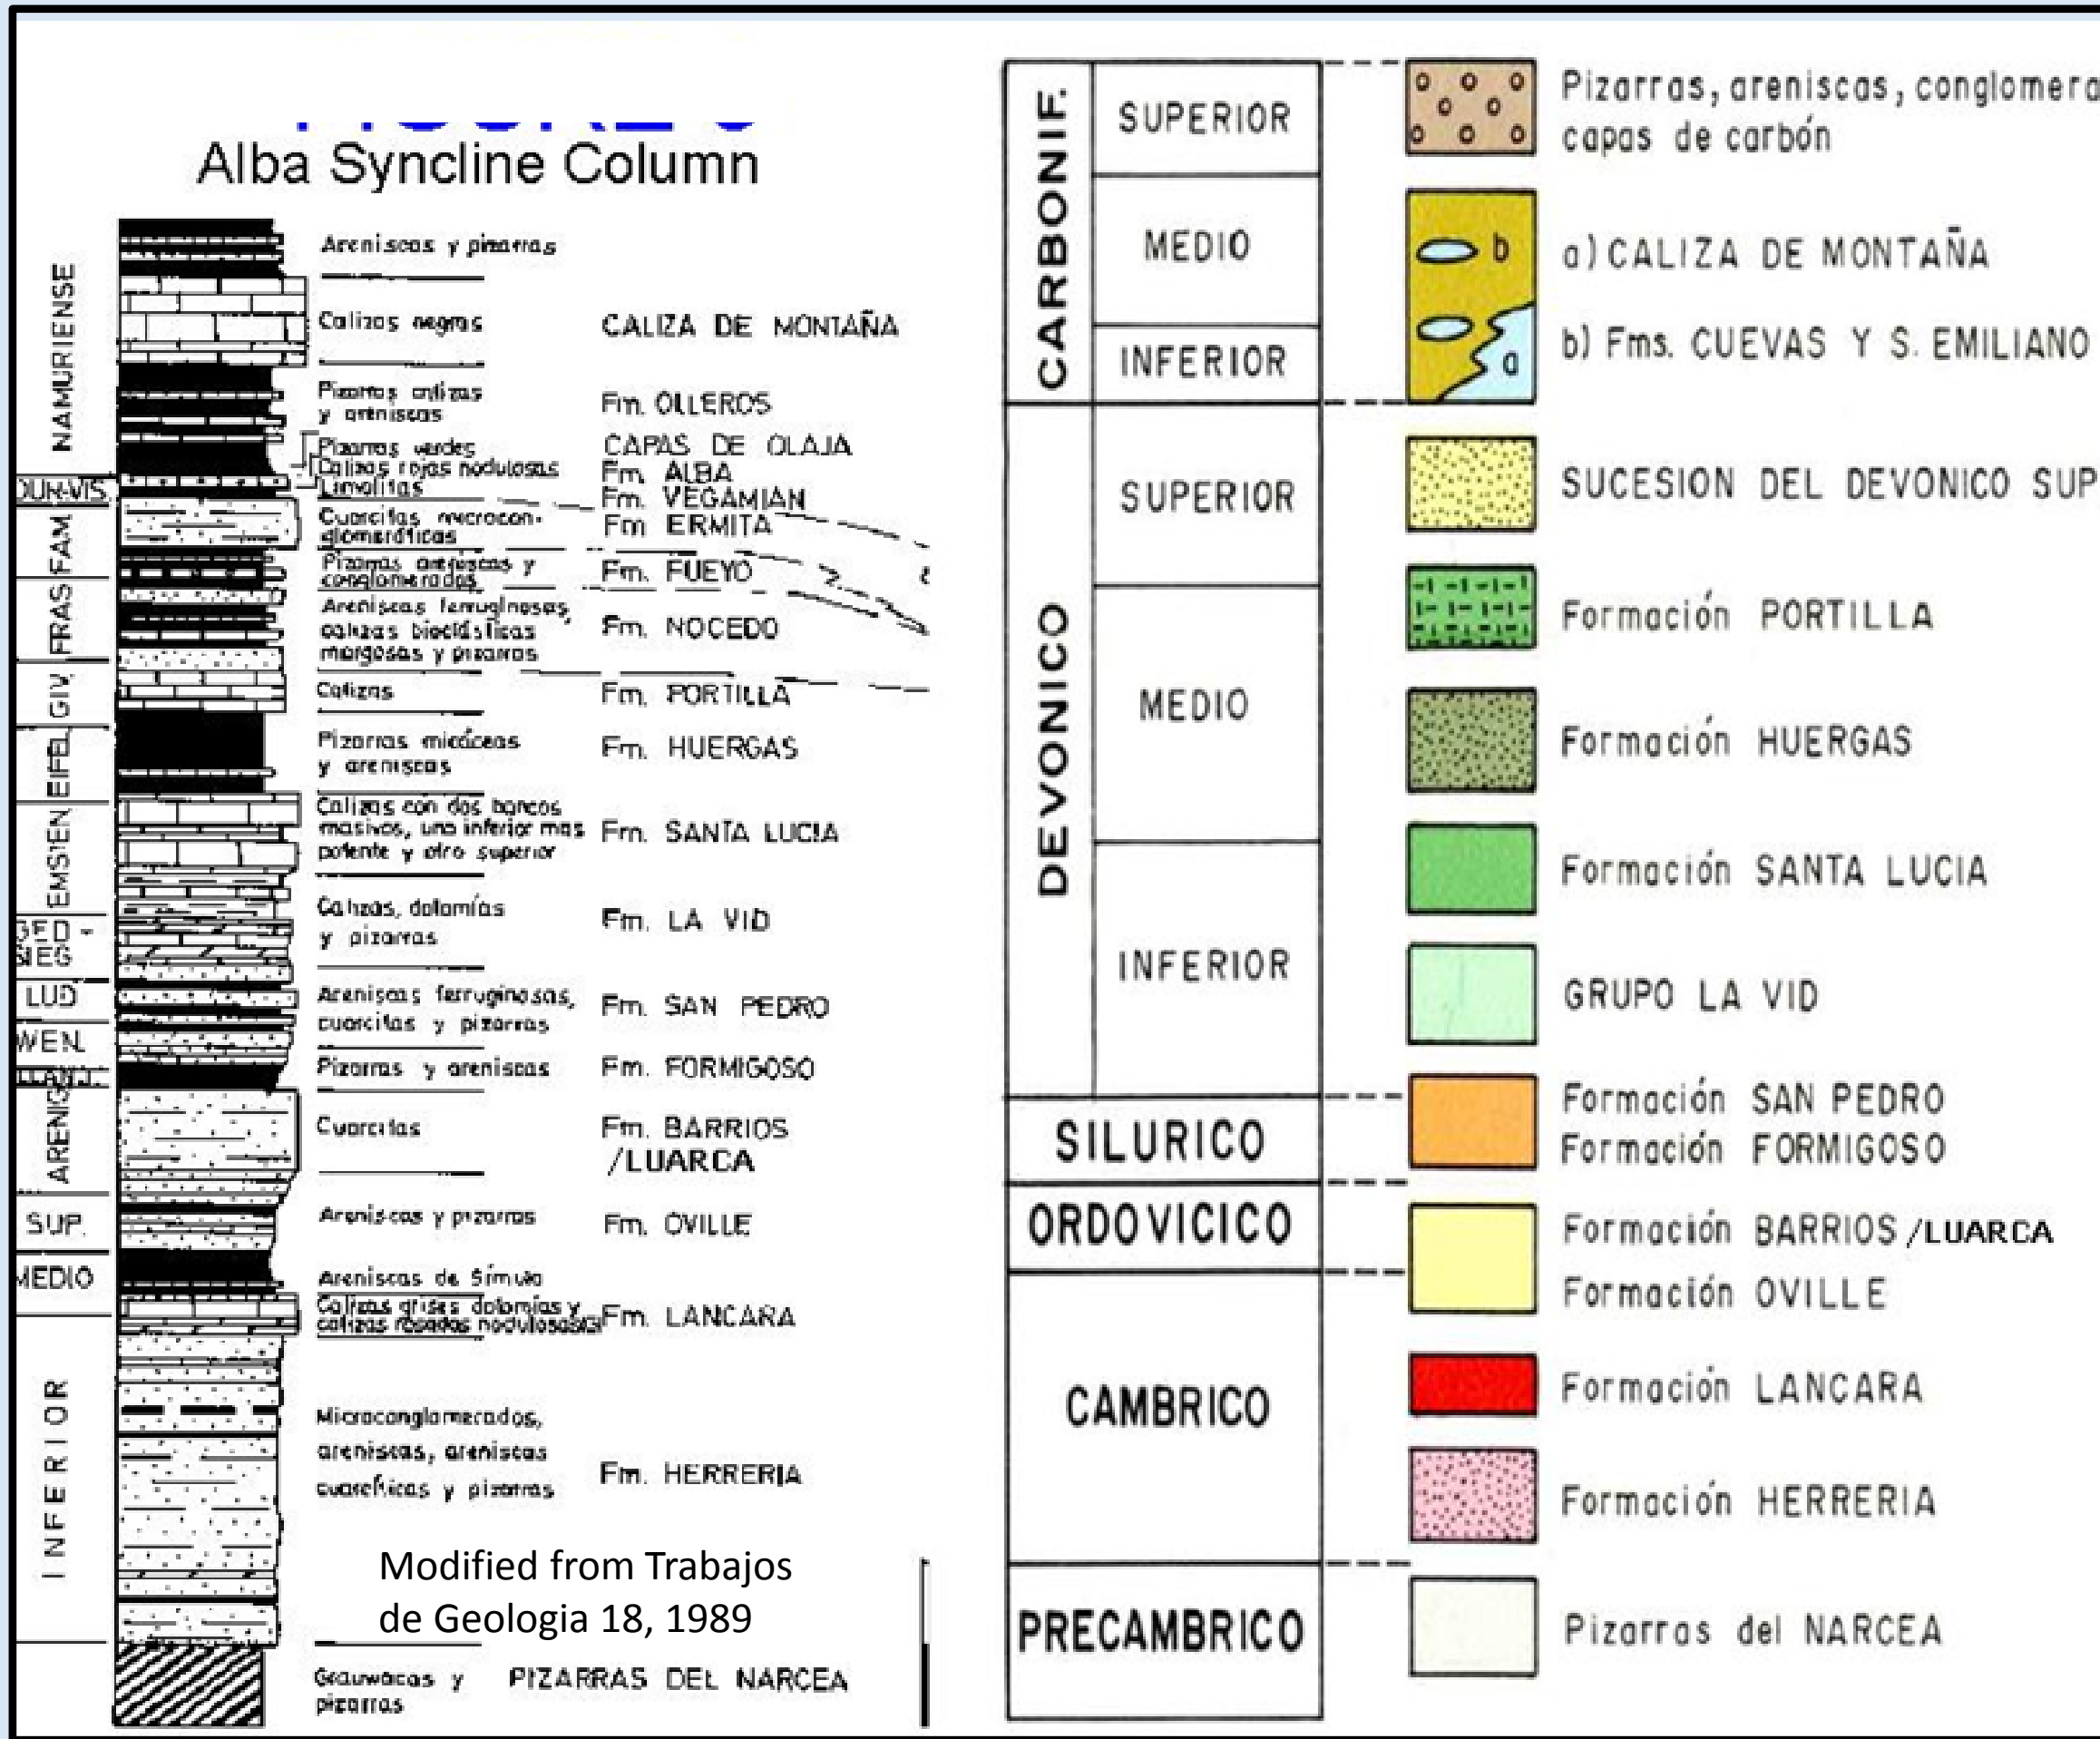 Alba Syncline Column
NAMURIENSE
FAM
FRAS
GIV.
EIFEL
EMSIEN
LUD
WEN.
ARENIG
SUP.
MEDIO
INFERIOR
Areniscas y pizarras
Calizas negras
CALIZA DE MONTAÑA
Pizarras calizas
y areniscas
Fm. OLLEROS
Pizarras verdes
CAPAS DE OLAJA
Calizas rojas nodulosas
Fm. ALBA
Limolitas
Fm. VEGAMIAN
Cuarcitas microcon-
glomeráticas
Fm ERMITA
Pizarras areniscas y
conglomerados
Fm. FUEYO
Areniscas ferruginosas,
calizas bioclásticas
margosas y pizarras
Fm. NOCEDO
Calizas
Fm. PORTILLA
Pizarras micáceas
y areniscas
Fm. HUERGAS
Calizas con dos bancos
masivos, uno inferior mas
potente y otro superior
Fm. SANTA LUCIA
Calizas, dolomías
y pizarras
Fm. LA VID
Areniscas ferruginosas,
cuarcitas y pizarras
Fm. SAN PEDRO
Pizarras y areniscas
Fm. FORMIGOSO
Cuarcitas
Fm. BARRIOS
/LUARCA
Areniscas y pizarras
Fm. OVILLE
Areniscas de
Calizas grises dolomías y
calizas rosadas
Fm. LANCARA
Microconglomerados,
areniscas, areniscas
y pizarras
Fm. HERRERIA
Modified from Trabajos
de Geologia 18, 1989
Grauwacas y
pizarras
PIZARRAS DEL NARCEA
CARBONIF.
SUPERIOR
MEDIO
INFERIOR
DEVONICO
SUPERIOR
MEDIO
INFERIOR
SILURICO
ORDOVICICO
CAMBRICO
PRECAMBRICO
Pizarras, areniscas,
capas de carbón
b
a) CALIZA DE MONTAÑA
a
b) Fms. CUEVAS Y S. EMILIANO
SUCESION DEL DEVONICO SUP
Formación PORTILLA
Formación HUERGAS
Formación SANTA LUCIA
GRUPO LA VID
Formación SAN PEDRO
Formación FORMIGOSO
Formación BARRIOS /LUARCA
Formación OVILLE
Formación LANCARA
Formación HERRERIA
Pizarras del NARCEA